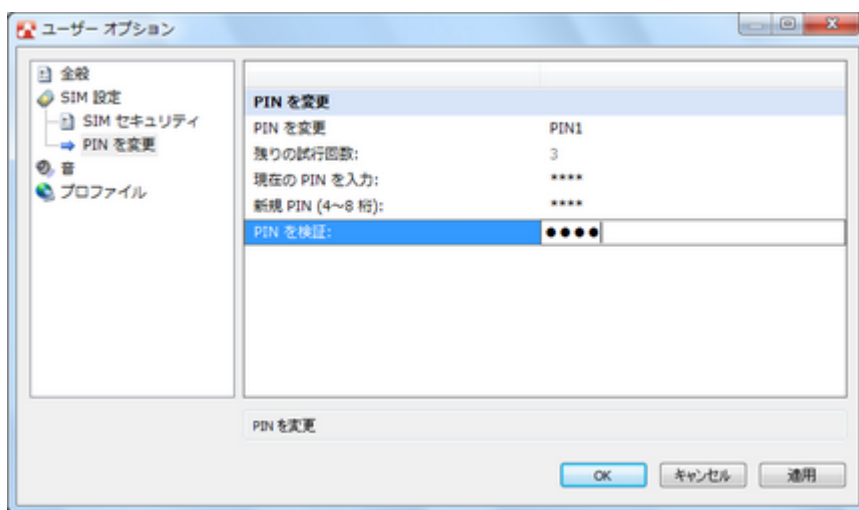 ユーザー オプション
全般
SIM 設定
SIM セキュリティ
PIN を変更
音
プロファイル
PIN を変更
PIN を変更 PIN1
残りの試行回数: 3
現在の PIN を入力: ****
新規 PIN (4～8 桁): ****
PIN を検証: ●●●●
PIN を変更
OK キャンセル 適用